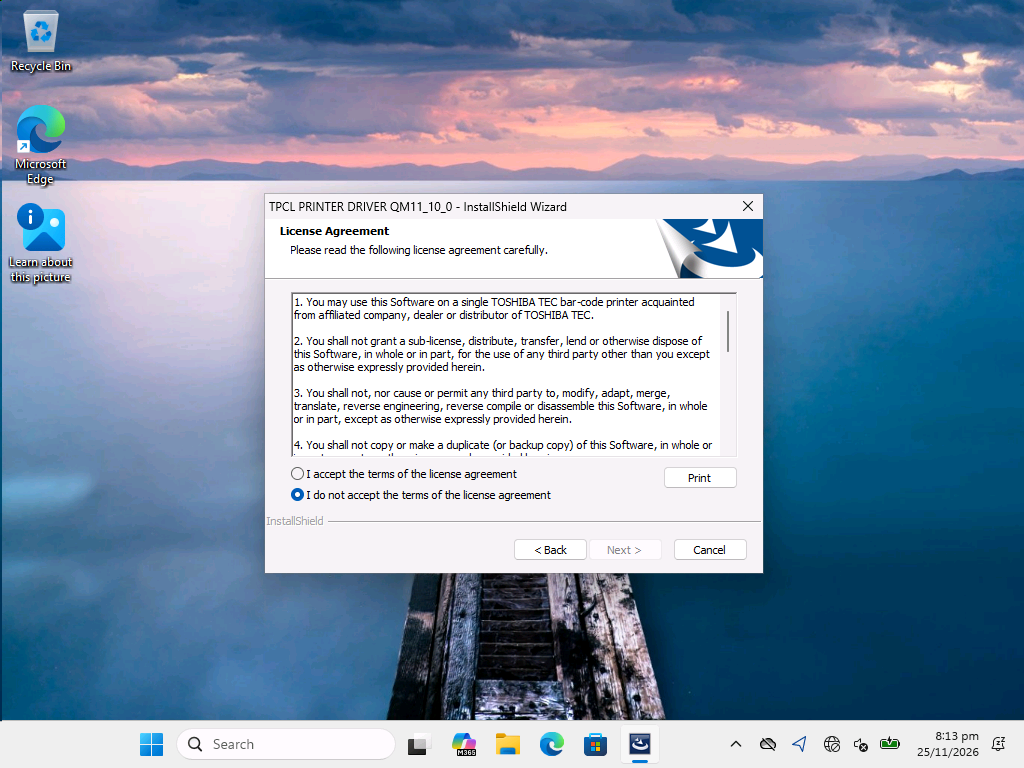 Recycle Bin
Microsoft
Edge
Learn about
this picture
TPCL PRINTER DRIVER QM11_10_0 - InstallShield Wizard
License Agreement
Please read the following license agreement carefully.
1. You may use this Software on a single TOSHIBA TEC bar-code printer acquainted
from affiliated company, dealer or distributor of TOSHIBA TEC.
2. You shall not grant a sub-license, distribute, transfer, lend or otherwise dispose of
this Software, in whole or in part, for the use of any third party other than you except
as otherwise expressly provided herein.
3. You shall not, nor cause or permit any third party to, modify, adapt, merge,
translate, reverse engineering, reverse compile or disassemble this Software, in whole
or in part, except as otherwise expressly provided herein.
4. You shall not copy or make a duplicate (or backup copy) of this Software, in whole or
I accept the terms of the license agreement
Print
I do not accept the terms of the license agreement
InstallShield
< Back
Next >
Cancel
Search
M365
8:13 pm
25/11/2026